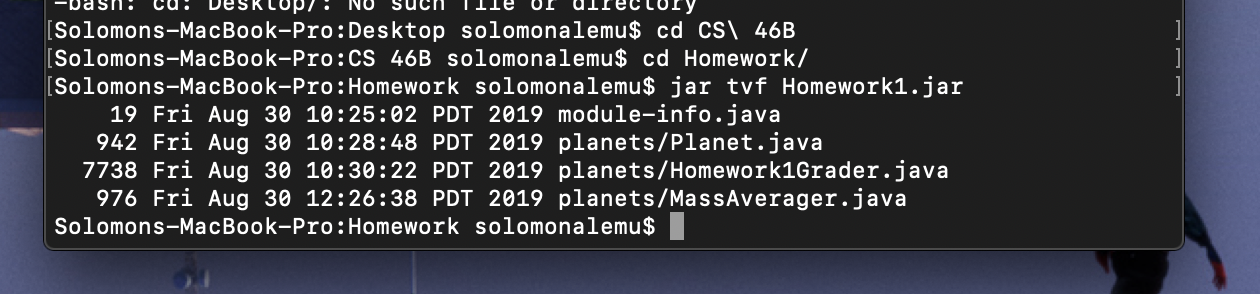 -bash: cd: Desktop/: No such file or directory
[Solomons-MacBook-Pro:Desktop solomonalemu$ cd CS\ 46B ]
[Solomons-MacBook-Pro:CS 46B solomonalemu$ cd Homework/ ]
[Solomons-MacBook-Pro:Homework solomonalemu$ jar tvf Homework1.jar ]
19 Fri Aug 30 10:25:02 PDT 2019 module-info.java
942 Fri Aug 30 10:28:48 PDT 2019 planets/Planet.java
7738 Fri Aug 30 10:30:22 PDT 2019 planets/Homework1Grader.java
976 Fri Aug 30 12:26:38 PDT 2019 planets/MassAverager.java
Solomons-MacBook-Pro:Homework solomonalemu$